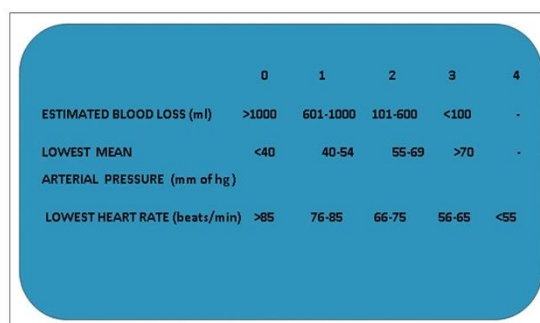 0 1 2 3 4
ESTIMATED BLOOD LOSS (ml) >1000 601-1000 101-600 <100 -
LOWEST MEAN <40 40-54 55-69 >70 -
ARTERIAL PRESSURE (mm of hg)
LOWEST HEART RATE (beats/min) >85 76-85 66-75 56-65 <55